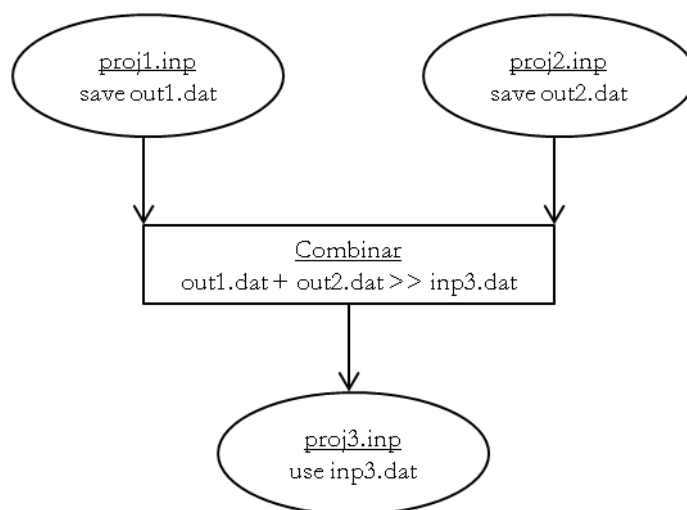 proj1.inp
save out1.dat
proj2.inp
save out2.dat
Combinar
out1.dat + out2.dat >> inp3.dat
proj3.inp
use inp3.dat